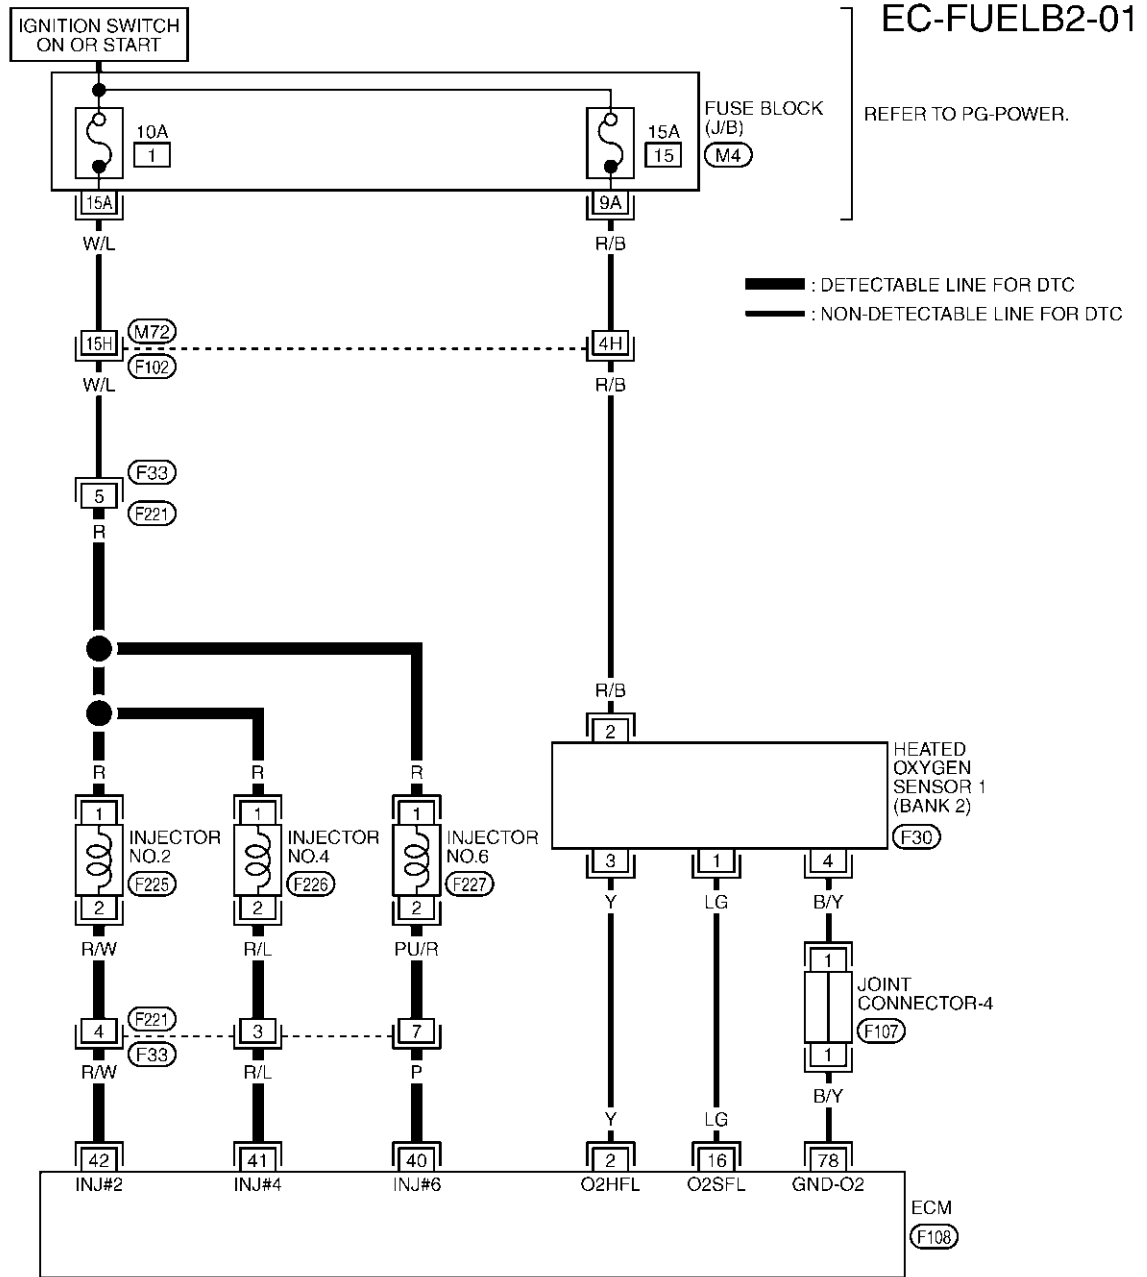 EC-FUELB2-01
IGNITION SWITCH
ON OR START
10A
1
15A
15
FUSE BLOCK
(J/B)
M4
REFER TO PG-POWER.
15A
9A
W/L
R/B
: DETECTABLE LINE FOR DTC
: NON-DETECTABLE LINE FOR DTC
15H
M72
F102
4H
W/L
R/B
5
F33
F221
R
R/B
2
HEATED
OXYGEN
SENSOR 1
(BANK 2)
F30
R
R
R
1
1
1
INJECTOR
NO.2
F225
INJECTOR
NO.4
F226
INJECTOR
NO.6
F227
2
2
2
3
1
4
Y
LG
B/Y
R/W
R/L
PU/R
1
JOINT
CONNECTOR-4
F107
1
4
F221
F33
3
7
R/W
R/L
P
B/Y
Y
LG
42
41
40
2
16
78
INJ#2
INJ#4
INJ#6
O2HFL
O2SFL
GND-O2
ECM
F108